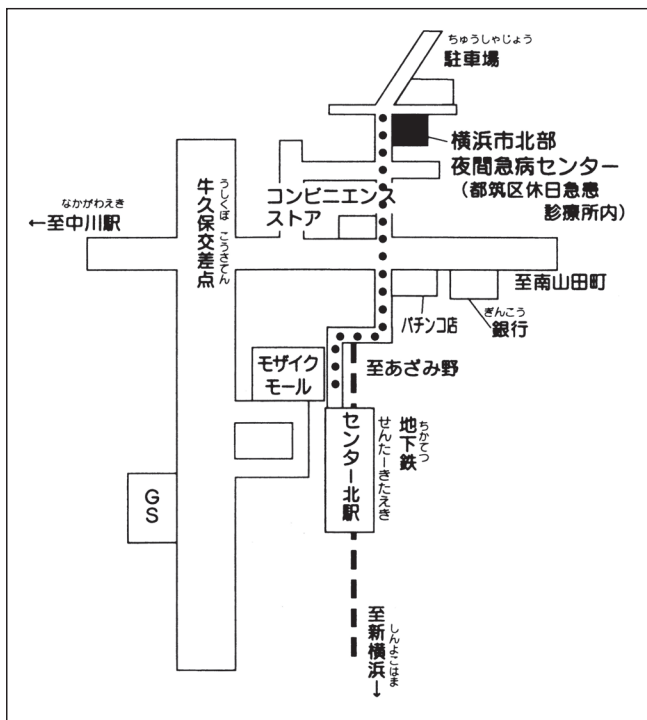 ちゅうしゃじょう
駐車場
横浜市北部
夜間急病センター
（都筑区休日急患
診療所内）
なかがわえき
←至中川駅
うしくぼ こうさてん
牛久保交差点
コンビニエンス
ストア
至南山田町
パチンコ店
ぎんこう
銀行
モザイク
モール
至あざみ野
センター北駅
せんたーきたえき
ちかてつ
地下鉄
GS
しんよこはま
至新横浜→